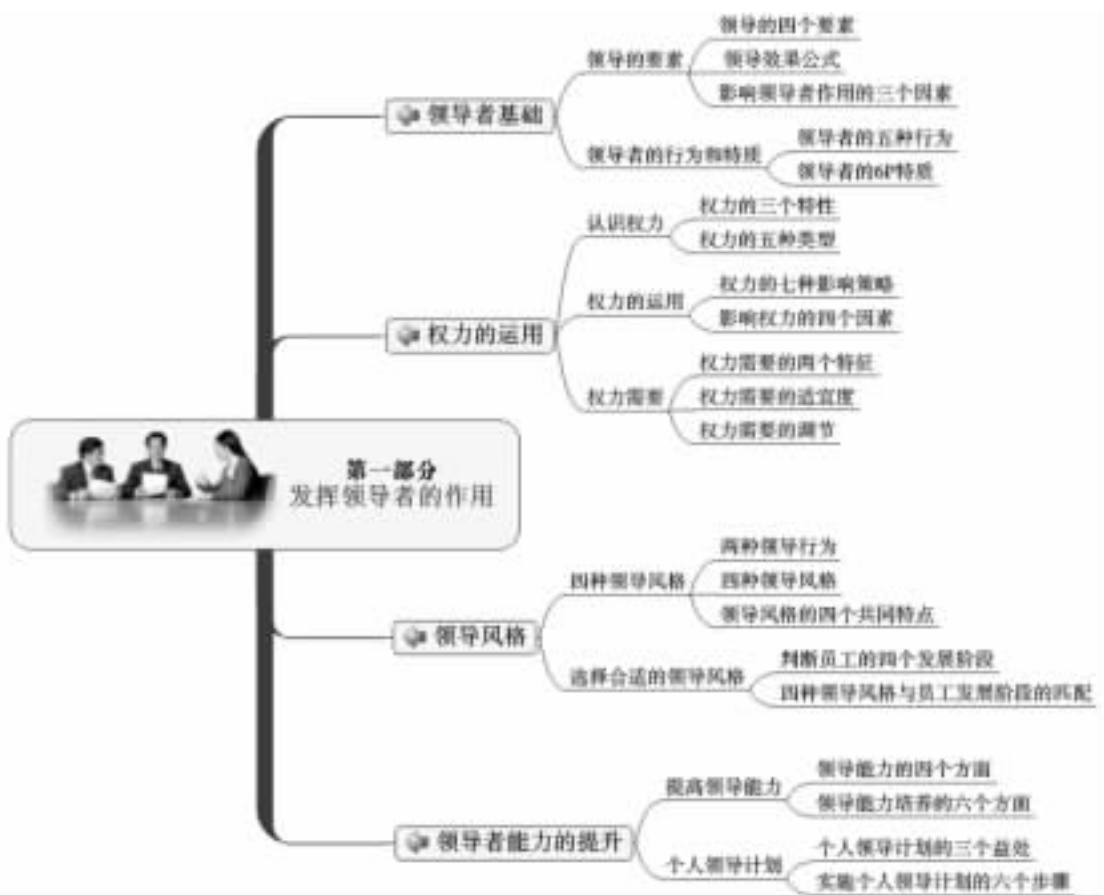 第一部分
发挥领导者的作用
领导者基础
领导的要素
领导的四个要素
领导效果公式
影响领导者作用的三个因素
领导者的行为和特质
领导者的五种行为
领导者的6P特质
权力的运用
认识权力
权力的三个特性
权力的五种类型
权力的运用
权力的七种影响策略
影响权力的四个因素
权力需要
权力需要的两个特征
权力需要的适宜度
权力需要的调节
领导风格
四种领导风格
两种领导行为
四种领导风格
领导风格的四个共同特点
选择合适的领导风格
判断员工的四个发展阶段
四种领导风格与员工发展阶段的匹配
领导者能力的提升
提高领导能力
领导能力的四个方面
领导能力培养的六个方面
个人领导计划
个人领导计划的三个益处
实施个人领导计划的六个步骤